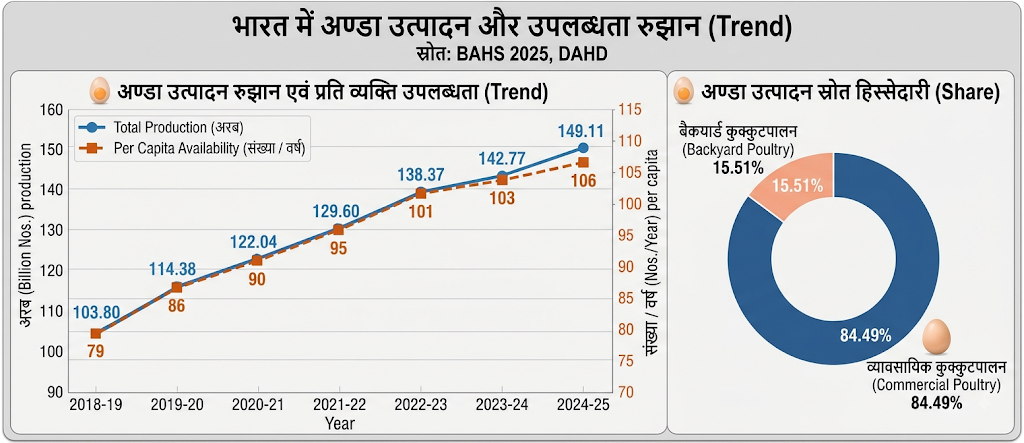 भारत में अण्डा उत्पादन और उपलब्धता रुझान (Trend)
स्रोत: BAHS 2025, DAHD
अण्डा उत्पादन रुझान एवं प्रति व्यक्ति उपलब्धता (Trend)
अरब (Billion Nos.) production
160
150
140
130
120
110
100
90
Total Production (अरब)
Per Capita Availability (संख्या / वर्ष)
103.80
114.38
122.04
129.60
138.37
142.77
149.11
79
86
90
95
101
103
106
115
110
105
100
95
90
85
80
75
70
संख्या / वर्ष (Nos./Year) per capita
2018-19 2019-20 2020-21 2021-22 2022-23 2023-24 2024-25
Year
अण्डा उत्पादन स्रोत हिस्सेदारी (Share)
बैकयार्ड कुक्कुटपालन
(Backyard Poultry)
15.51%
15.51%
84.49%
व्यावसायिक कुक्कुटपालन
(Commercial Poultry)
84.49%